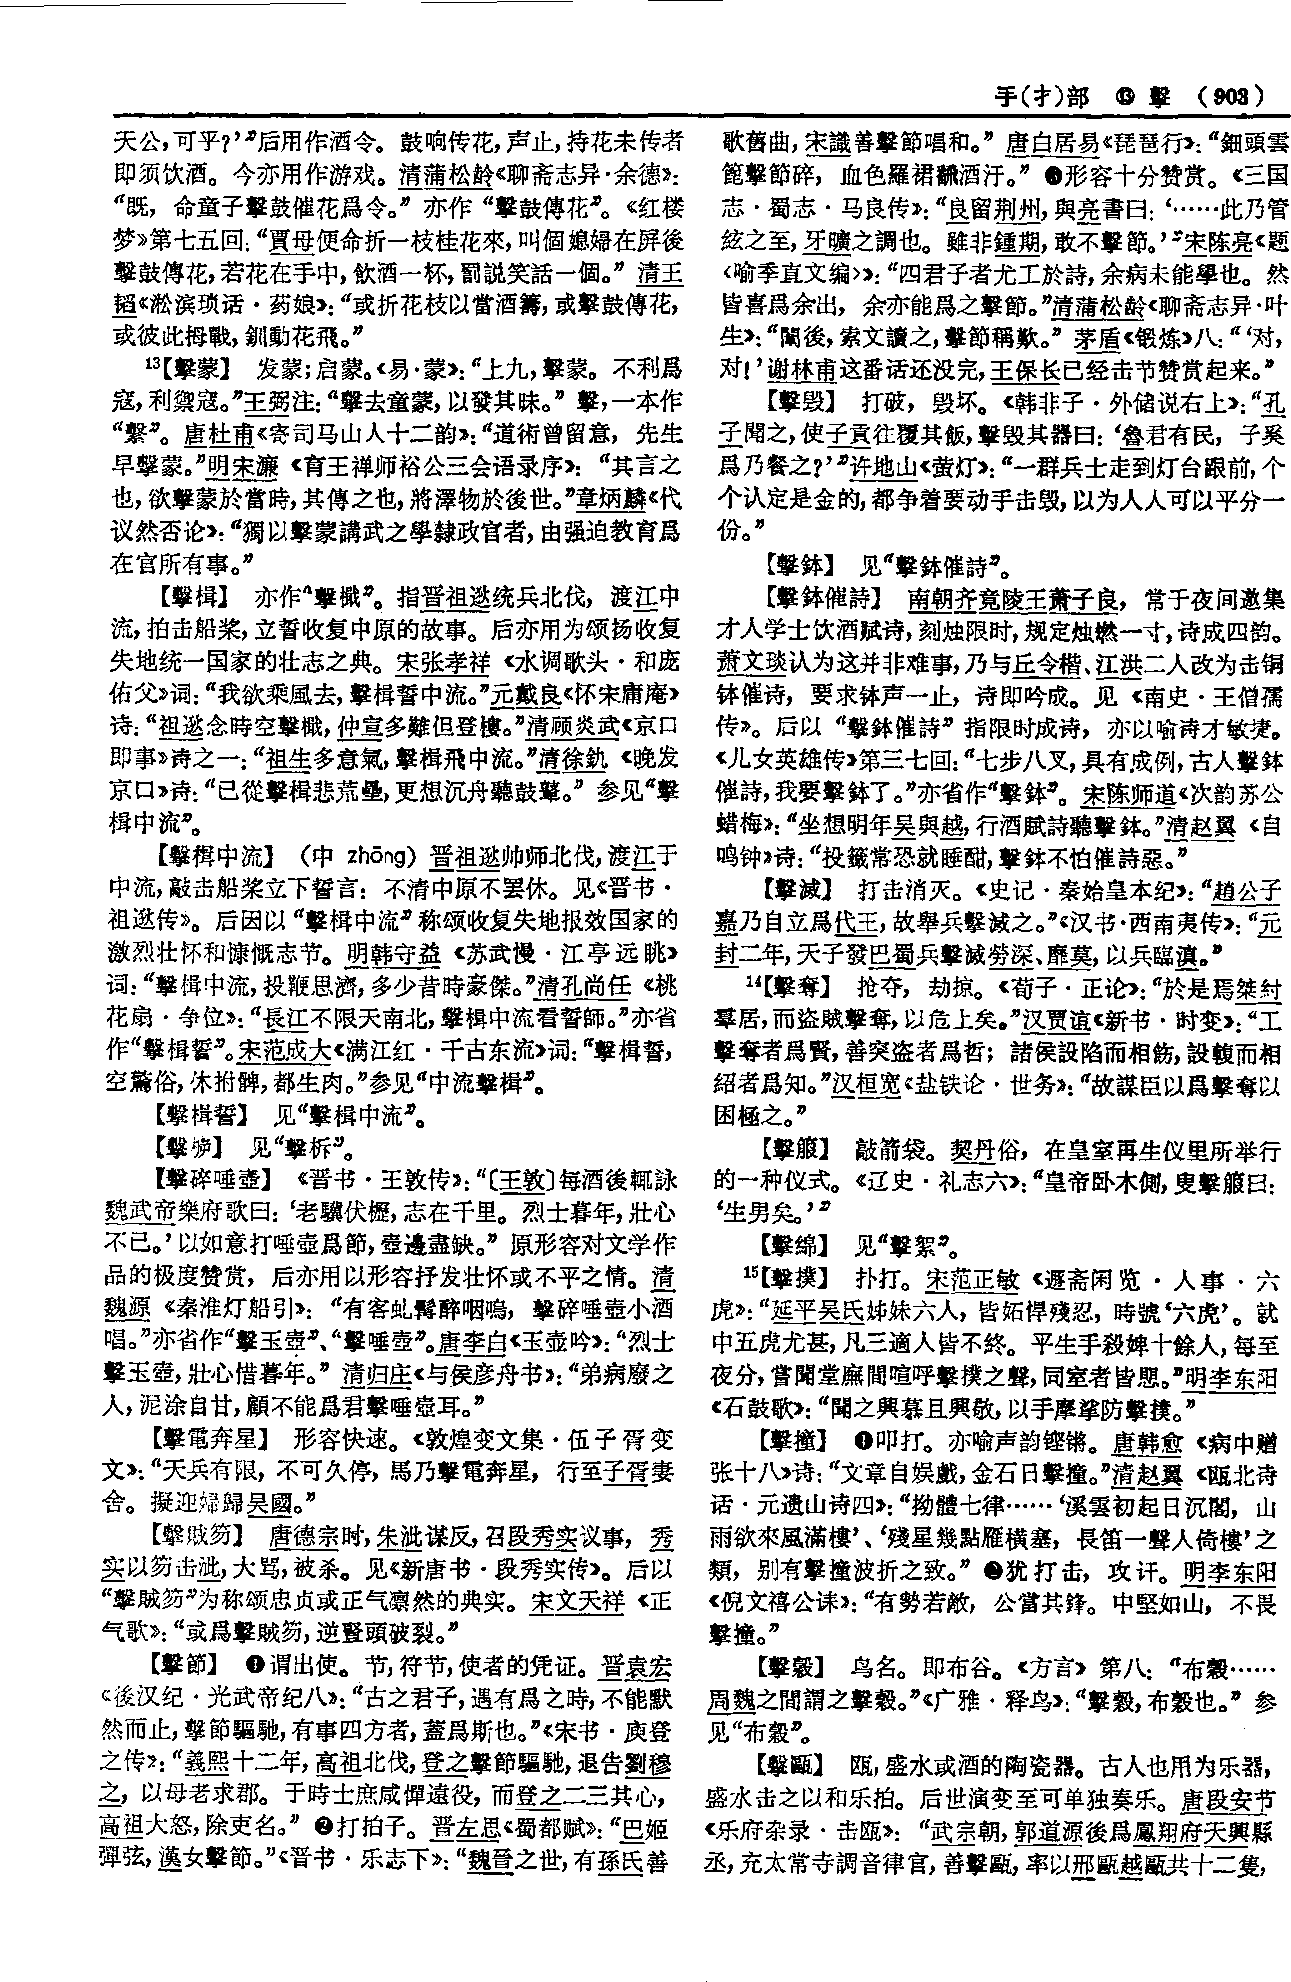 手(扌)部 ⑬ 擊 (903)
天公,可乎?’”后用作酒令。鼓响传花,声止,持花未传者
即须饮酒。今亦用作游戏。清蒲松龄《聊斋志异·余德》:
“既,命童子擊鼓催花爲令。”亦作“擊鼓傳花”。《红楼
梦》第七五回:“賈母便命折一枝桂花來,叫個媳婦在屏後
擊鼓傳花,若花在手中,飲酒一杯,罰説笑話一個。”清王
韬《淞滨琐话·药娘》:“或折花枝以當酒籌,或擊鼓傳花,
或彼此拇戰,釧動花飛。”
13【擊蒙】 发蒙;启蒙。《易·蒙》:“上九,擊蒙。不利爲
寇,利禦寇。”王弼注:“擊去童蒙,以發其昧。”擊,一本作
“繫”。唐杜甫《寄司马山人十二韵》:“道術曾留意,先生
早擊蒙。”明宋濂《育王禅师裕公三会语录序》:“其言之
也,欲擊蒙於當時,其傳之也,將澤物於後世。”章炳麟《代
议然否论》:“獨以擊蒙講武之學隸政官者,由强迫教育爲
在官所有事。”
【擊楫】 亦作“擊檝”。指晋祖逖统兵北伐,渡江中
流,拍击船桨,立誓收复中原的故事。后亦用为颂扬收复
失地统一国家的壮志之典。宋张孝祥《水调歌头·和庞
佑父》词:“我欲乘風去,擊楫誓中流。”元戴良《怀宋庸庵》
诗:“祖逖念時空擊檝,仲宣多難但登樓。”清顾炎武《京口
即事》诗之一:“祖生多意氣,擊楫飛中流。”清徐釚《晚发
京口》诗:“已從擊楫悲荒壘,更想沉舟聽鼓鼙。”参见“擊
楫中流”。
【擊楫中流】 (中 zhōng)晋祖逖帅师北伐,渡江于
中流,敲击船桨立下誓言:不清中原不罢休。见《晋书·
祖逖传》。后因以“擊楫中流”称颂收复失地报效国家的
激烈壮怀和慷慨志节。明韩守益《苏武慢·江亭远眺》
词:“擊楫中流,投鞭思濟,多少昔時豪傑。”清孔尚任《桃
花扇·争位》:“長江不限天南北,擊楫中流看誓師。”亦省
作“擊楫誓”。宋范成大《满江红·千古东流》词:“擊楫誓,
空驚俗,休拊髀,都生肉。”参见“中流擊楫”。
【擊楫誓】 见“擊楫中流”。
【擊㯓】 见“擊柝”。
【擊碎唾壺】 《晋书·王敦传》:“〔王敦〕每酒後輒詠
魏武帝樂府歌曰:‘老驥伏櫪,志在千里。烈士暮年,壯心
不已。’以如意打唾壺爲節,壺邊盡缺。”原形容对文学作
品的极度赞赏,后亦用以形容抒发壮怀或不平之情。清
魏源《秦淮灯船引》:“有客虬髯醉咽嗚,擊碎唾壺小酒
唱。”亦省作“擊玉壺”、“擊唾壺”。唐李白《玉壶吟》:“烈士
擊玉壺,壯心惜暮年。”清归庄《与侯彦舟书》:“弟病廢之
人,泥涂自甘,顧不能爲君擊唾壺耳。”
【擊電奔星】 形容快速。《敦煌变文集·伍子胥变
文》:“天兵有限,不可久停,馬乃擊電奔星,行至子胥妻
舍。擬迎婦歸吴國。”
【擊賊笏】 唐德宗时,朱泚谋反,召段秀实议事,秀
实以笏击泚,大骂,被杀。见《新唐书·段秀实传》。后以
“擊賊笏”为称颂忠贞或正气凛然的典实。宋文天祥《正
气歌》:“或爲擊賊笏,逆豎頭破裂。”
【擊節】 ❶谓出使。节,符节,使者的凭证。晋袁宏
《後汉纪·光武帝纪八》:“古之君子,遇有爲之時,不能默
然而止,擊節驅馳,有事四方者,蓋爲斯也。”《宋书·庾登
之传》:“義熙十二年,高祖北伐,登之擊節驅馳,退告劉穆
之,以母老求郡。于時士庶咸憚遠役,而登之二三其心,
高祖大怒,除吏名。”❷打拍子。晋左思《蜀都赋》:“巴姬
彈弦,漢女擊節。”《晋书·乐志下》:“魏晉之世,有孫氏善
歌舊曲,宋識善擊節唱和。”唐白居易《琵琶行》:“鈿頭雲
篦擊節碎,血色羅裙飜酒汙。”❸形容十分赞赏。《三国
志·蜀志·马良传》:“良留荆州,與亮書曰:‘……此乃管
絃之至,牙曠之調也。雖非鍾期,敢不擊節。’”宋陈亮《题
〈喻季直文编〉》:“四君子者尤工於詩,余病未能學也。然
皆喜爲余出,余亦能爲之擊節。”清蒲松龄《聊斋志异·叶
生》:“闈後,索文讀之,擊節稱歎。”茅盾《锻炼》八:“‘对,
对!’谢林甫这番话还没完,王保长已经击节赞赏起来。”
【擊毁】 打破,毁坏。《韩非子·外储说右上》:“孔
子聞之,使子貢往覆其飯,擊毁其器曰:‘魯君有民,子奚
爲乃餐之?’”许地山《萤灯》:“一群兵士走到灯台跟前,个
个认定是金的,都争着要动手击毁,以为人人可以平分一
份。”
【擊鉢】 见“擊鉢催詩”。
【擊鉢催詩】 南朝齐竟陵王萧子良,常于夜间邀集
才人学士饮酒赋诗,刻烛限时,规定烛燃一寸,诗成四韵。
萧文琰认为这并非难事,乃与丘令楷、江洪二人改为击铜
钵催诗,要求钵声一止,诗即吟成。见《南史·王僧孺
传》。后以“擊鉢催詩”指限时成诗,亦以喻诗才敏捷。
《儿女英雄传》第三七回:“七步八叉,具有成例,古人擊鉢
催詩,我要擊鉢了。”亦省作“擊鉢”。宋陈师道《次韵苏公
蜡梅》:“坐想明年吴與越,行酒賦詩聽擊鉢。”清赵翼《自
鸣钟》诗:“投籤常恐就睡酣,擊鉢不怕催詩惡。”
【擊滅】 打击消灭。《史记·秦始皇本纪》:“趙公子
嘉乃自立爲代王,故舉兵擊滅之。”《汉书·西南夷传》:“元
封二年,天子發巴蜀兵擊滅勞深、靡莫,以兵臨滇。”
14【擊奪】 抢夺,劫掠。《荀子·正论》:“於是焉桀紂
羣居,而盗賊擊奪,以危上矣。”汉贾谊《新书·时变》:“工
擊奪者爲賢,善突盗者爲哲;諸侯設陷而相飭,設輹而相
紹者爲知。”汉桓宽《盐铁论·世务》:“故謀臣以爲擊奪以
困極之。”
【擊箙】 敲箭袋。契丹俗,在皇室再生仪里所举行
的一种仪式。《辽史·礼志六》:“皇帝卧木側,叟擊箙曰:
‘生男矣。’”
【擊綿】 见“擊絮”。
15【擊撲】 扑打。宋范正敏《遯斋闲览·人事·六
虎》:“延平吴氏姊妹六人,皆妬悍殘忍,時號‘六虎’。就
中五虎尤甚,凡三適人皆不終。平生手殺婢十餘人,每至
夜分,嘗聞堂廡間喧呼擊撲之聲,同室者皆愳。”明李东阳
《石鼓歌》:“聞之興慕且興敬,以手摩挲防擊撲。”
【擊撞】 ❶叩打。亦喻声韵铿锵。唐韩愈《病中赠
张十八》诗:“文章自娱戲,金石日擊撞。”清赵翼《瓯北诗
话·元遗山诗四》:“拗體七律……‘溪雲初起日沉閣,山
雨欲來風滿樓’、‘殘星幾點雁横塞,長笛一聲人倚樓’之
類,别有擊撞波折之致。”❷犹打击,攻讦。明李东阳
《倪文禧公诔》:“有勢若敵,公當其鋒。中堅如山,不畏
擊撞。”
【擊穀】 鸟名。即布谷。《方言》第八:“布穀……
周魏之間謂之擊穀。”《广雅·释鸟》:“擊穀,布穀也。”参
见“布穀”。
【擊甌】 瓯,盛水或酒的陶瓷器。古人也用为乐器,
盛水击之以和乐拍。后世演变至可单独奏乐。唐段安节
《乐府杂录·击瓯》:“武宗朝,郭道源後爲鳳翔府天興縣
丞,充太常寺調音律官,善擊甌,率以邢甌越甌共十二隻,